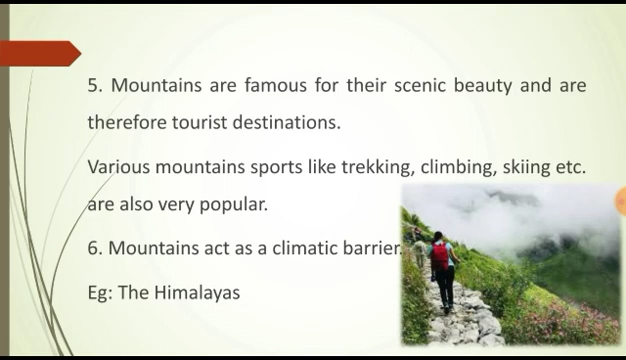 5. Mountains are famous for their scenic beauty and are
therefore tourist destinations.
Various mountains sports like trekking, climbing, skiing etc.
are also very popular.
6. Mountains act as a climatic barrier.
Eg: The Himalayas